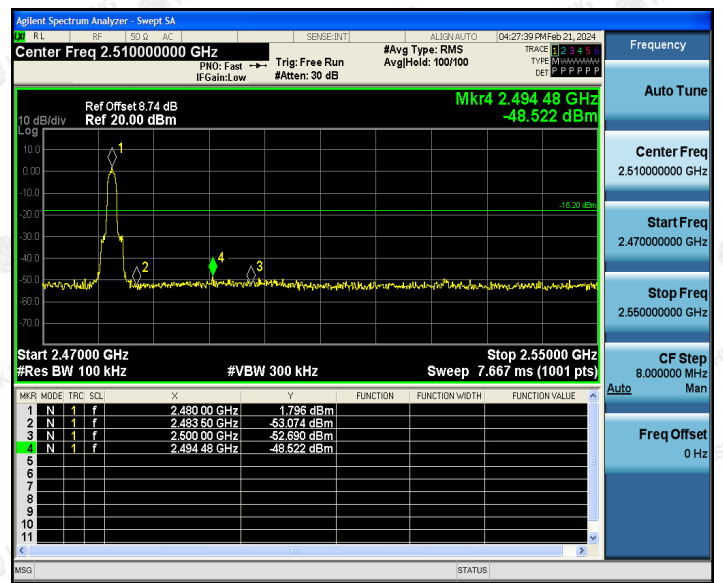 Agilent Spectrum Analyzer - Swept SA
LXI RL RF 50 Ω AC SENSE:INT ALIGN AUTO 04:27:39 PM Feb 21, 2024
Center Freq 2.510000000 GHz #Avg Type: RMS TRACE 1 2 3 4 5 6
PNO: Fast Trig: Free Run Avg|Hold: 100/100 TYPE M
IFGain:Low #Atten: 30 dB DET P P P P P P
Mkr4 2.494 48 GHz
Ref Offset 8.74 dB
10 dB/div Ref 20.00 dBm -48.522 dBm
Log
1
10.0
0.00
-10.0
-18.20 dBm
-20.0
-30.0
-40.0
2 4 3
-50.0
-60.0
-70.0
Start 2.47000 GHz Stop 2.55000 GHz
#Res BW 100 kHz #VBW 300 kHz Sweep 7.667 ms (1001 pts)
MKR MODE TRC SCL X Y FUNCTION FUNCTION WIDTH FUNCTION VALUE
1 N 1 f 2.480 00 GHz 1.796 dBm
2 N 1 f 2.483 50 GHz -53.074 dBm
3 N 1 f 2.500 00 GHz -52.690 dBm
4 N 1 f 2.494 48 GHz -48.522 dBm
5
6
7
8
9
10
11
MSG STATUS
Frequency
Auto Tune
Center Freq
2.510000000 GHz
Start Freq
2.470000000 GHz
Stop Freq
2.550000000 GHz
CF Step
8.000000 MHz
Auto Man
Freq Offset
0 Hz